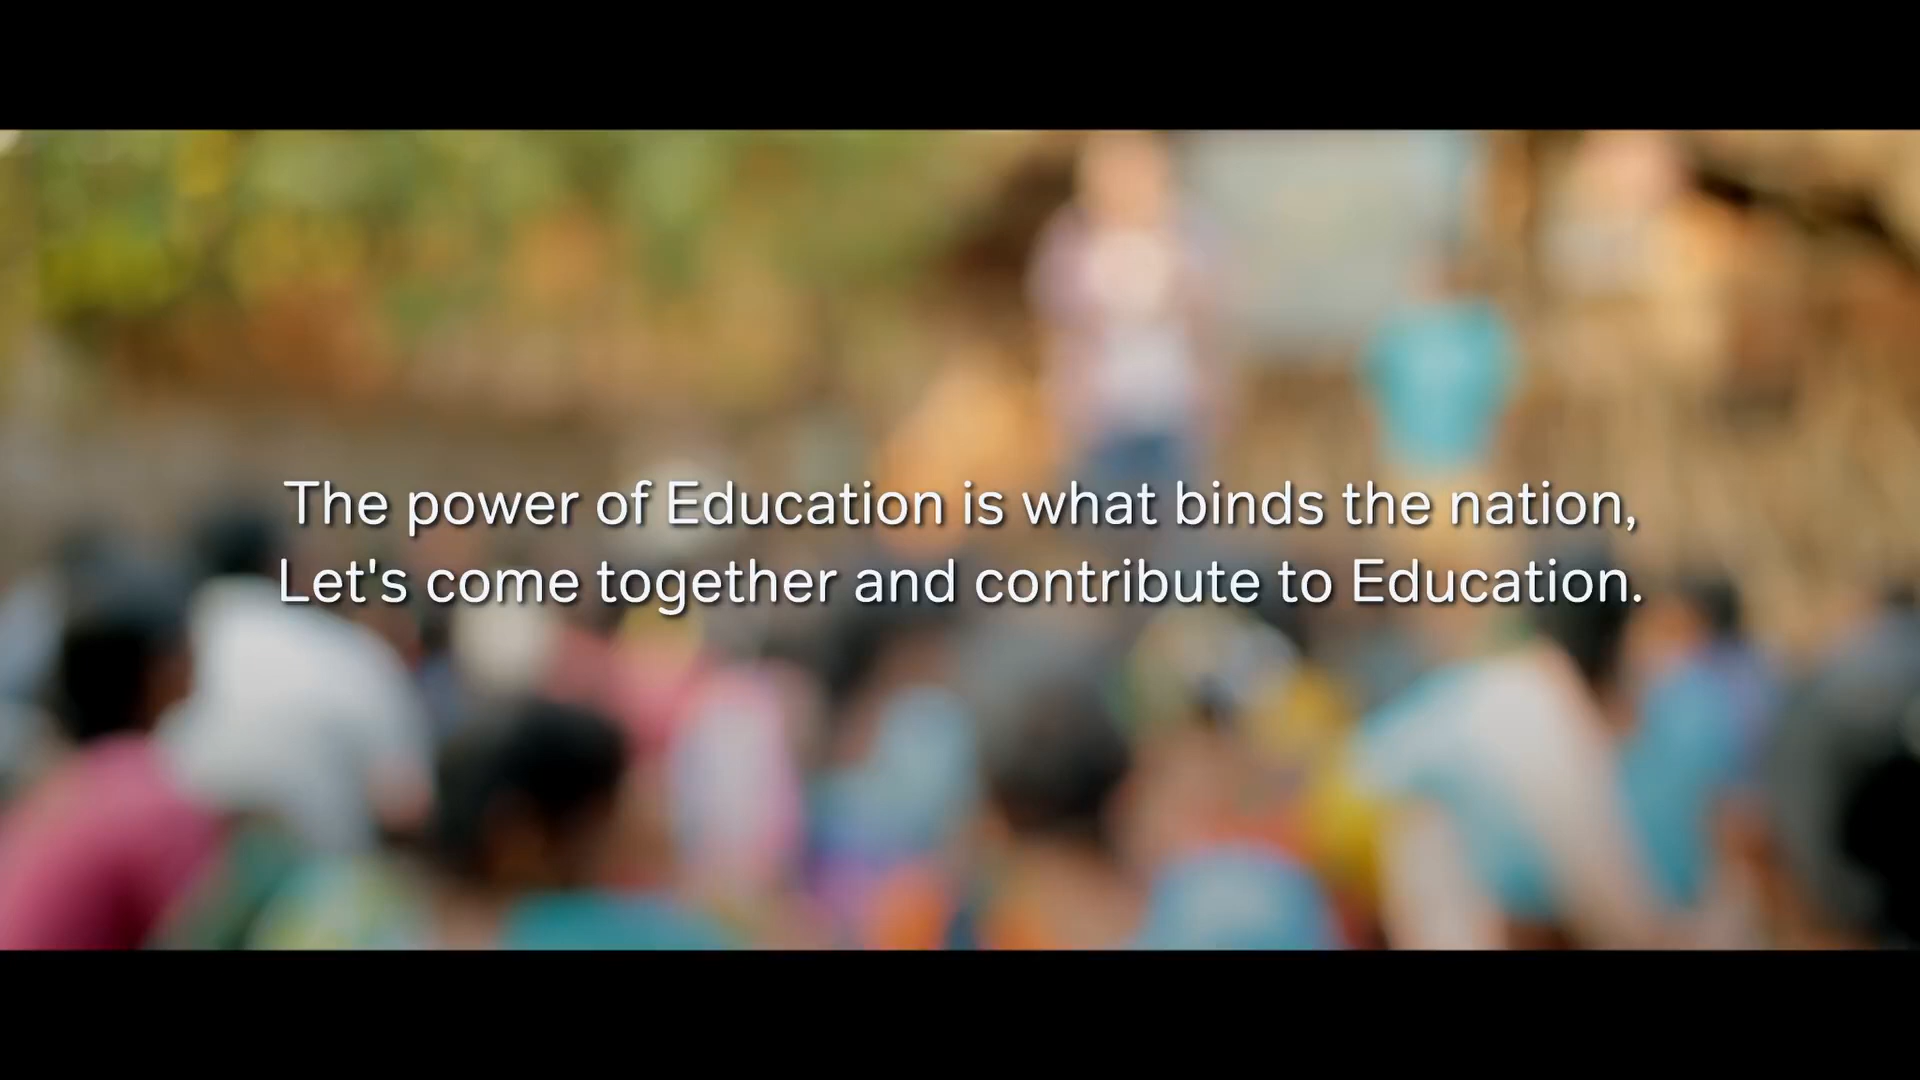 The power of Education is what binds the nation,
Let's come together and contribute to Education.